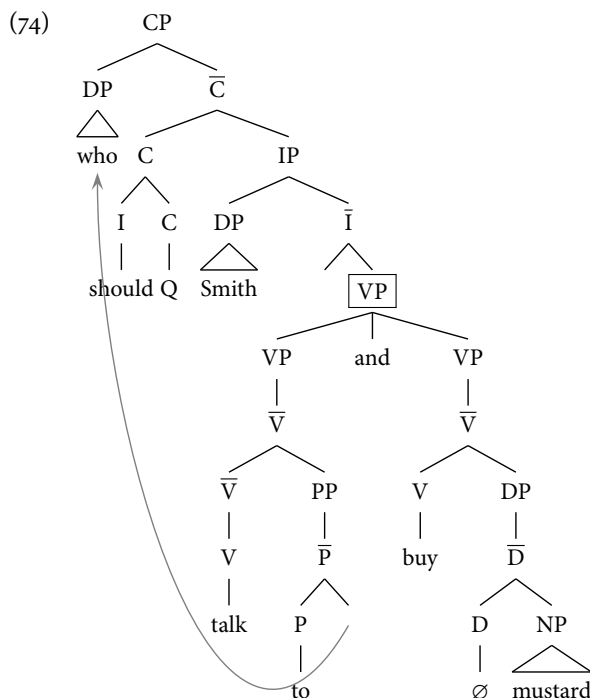 (74) CP
DP C̅
who C IP
I C DP I̅
should Q Smith VP
VP and VP
V̅ V̅
V̅ PP V DP
V P̅ buy D̅
talk P D NP
to ∅ mustard